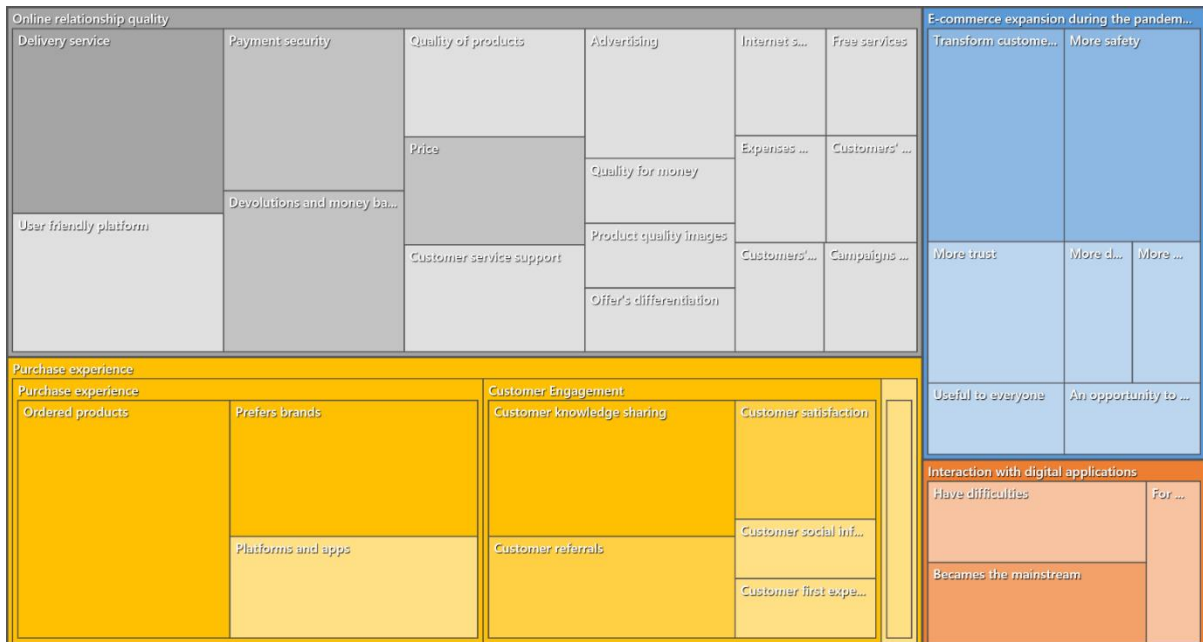 Online relationship quality
Delivery service
User friendly platform
Payment security
Devolutions and money ba...
Quality of products
Price
Customer service support
Advertising
Quality for money
Product quality images
Offer's differentiation
Internet s...
Free services
Expenses ...
Customers' ...
Customers'...
Campaigns ...
Purchase experience
Purchase experience
Ordered products
Prefers brands
Platforms and apps
Customer Engagement
Customer knowledge sharing
Customer referrals
Customer satisfaction
Customer social inf...
Customer first expe...
E-commerce expansion during the pandem...
Transform custome...
More safety
More trust
More d...
More ...
Useful to everyone
An opportunity to ...
Interaction with digital applications
Have difficulties
For ...
Becames the mainstream